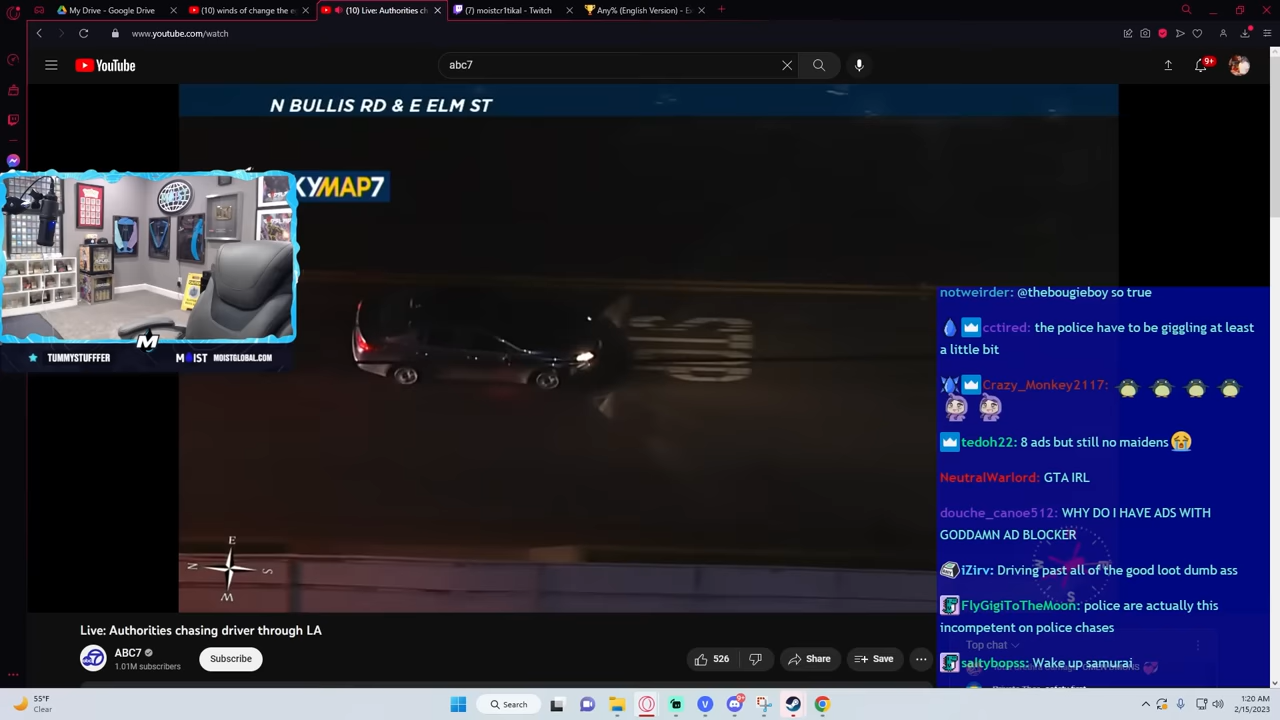 My Drive - Google Drive
(10) winds of change the e
(10) Live: Authorities ch
(7) moistcr1tikal - Twitch
Any% (English Version) - E
www.youtube.com/watch
YouTube
abc7
9+
N BULLIS RD & E ELM ST
KYMAP7
TUMMYSTUFFFER
MOIST MOISTGLOBAL.COM
notweirder: @thebougieboy so true
cctired: the police have to be giggling at least
a little bit
Crazy_Monkey2117:
tedoh22: 8 ads but still no maidens
NeutralWarlord: GTA IRL
douche_canoe512: WHY DO I HAVE ADS WITH
GODDAMN AD BLOCKER
iZirv: Driving past all of the good loot dumb ass
FlyGigiToTheMoon: police are actually this
incompetent on police chases
Top chat
saltybopss: Wake up samurai
E
N S
W
S
Live: Authorities chasing driver through LA
ABC7
1.01M subscribers
Subscribe
526
Share
Save
55°F
Clear
Search
1:20 AM
2/15/2023